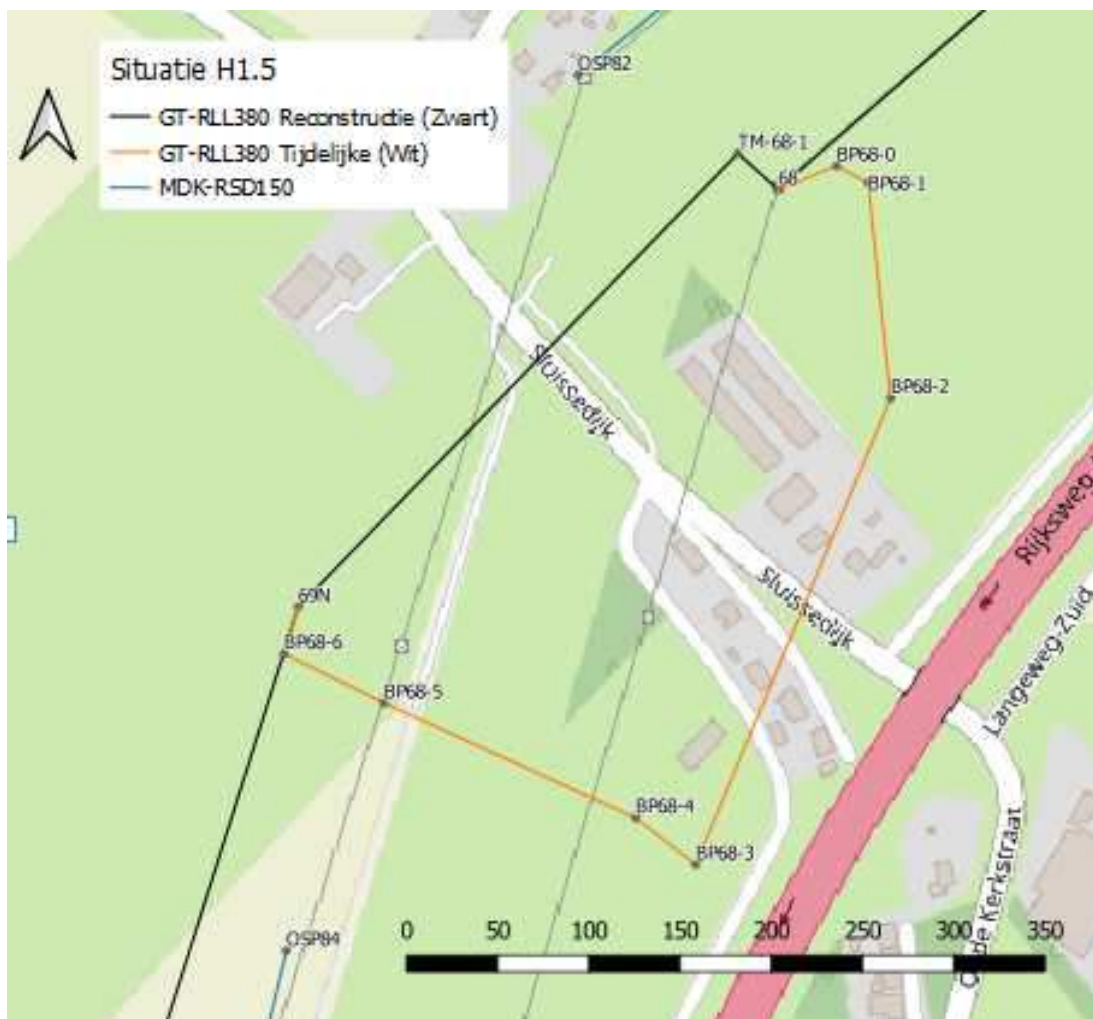 Situatie H1.5
GT-RLL380 Reconstructie (Zwart)
GT-RLL380 Tijdelijke (Wit)
MDK-RSD150
OSP82
TM-68-1
BP68-0
68
BP68-1
Sluissedijk
BP68-2
Rijksweg
Sluissedijk
69N
BP68-6
Langeweg-Zuid
BP68-5
BP68-4
BP68-3
Kerkstraat
OSP84
0 50 100 150 200 250 300 350